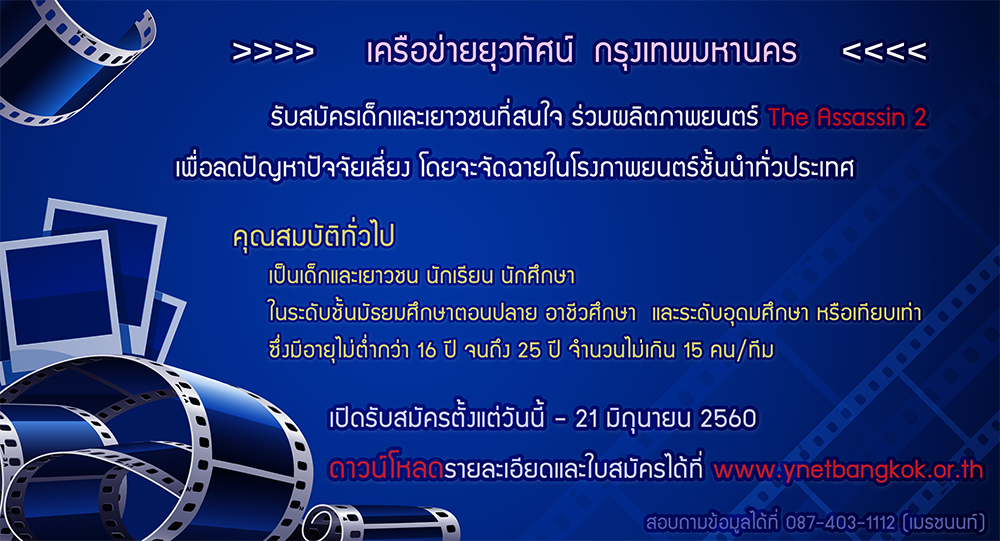 >>>> เครือข่ายยุวทัศน์ กรุงเทพมหานคร <<<<
รับสมัครเด็กและเยาวชนที่สนใจ ร่วมผลิตภาพยนตร์ The Assassin 2
เพื่อลดปัญหาปัจจัยเสี่ยง โดยจะจัดฉายในโรงภาพยนตร์ชั้นนำทั่วประเทศ
คุณสมบัติทั่วไป
เป็นเด็กและเยาวชน นักเรียน นักศึกษา
ในระดับชั้นมัธยมศึกษาตอนปลาย อาชีวศึกษา และระดับอุดมศึกษา หรือเทียบเท่า
ซึ่งมีอายุไม่ต่ำกว่า 16 ปี จนถึง 25 ปี จำนวนไม่เกิน 15 คน/ทีม
เปิดรับสมัครตั้งแต่วันนี้ - 21 มิถุนายน 2560
ดาวน์โหลดรายละเอียดและใบสมัครได้ที่ www.ynetbangkok.or.th
สอบถามข้อมูลได้ที่ 087-403-1112 (เมธชนนท์)